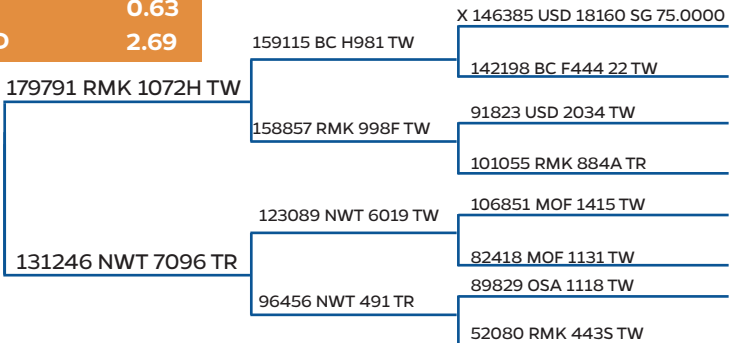 0.63
2.69
X 146385 USD 18160 SG 75.0000
159115 BC H981 TW
142198 BC F444 22 TW
179791 RMK 1072H TW
91823 USD 2034 TW
158857 RMK 998F TW
101055 RMK 884A TR
106851 MOF 1415 TW
123089 NWT 6019 TW
82418 MOF 1131 TW
131246 NWT 7096 TR
89829 OSA 1118 TW
96456 NWT 491 TR
52080 RMK 443S TW